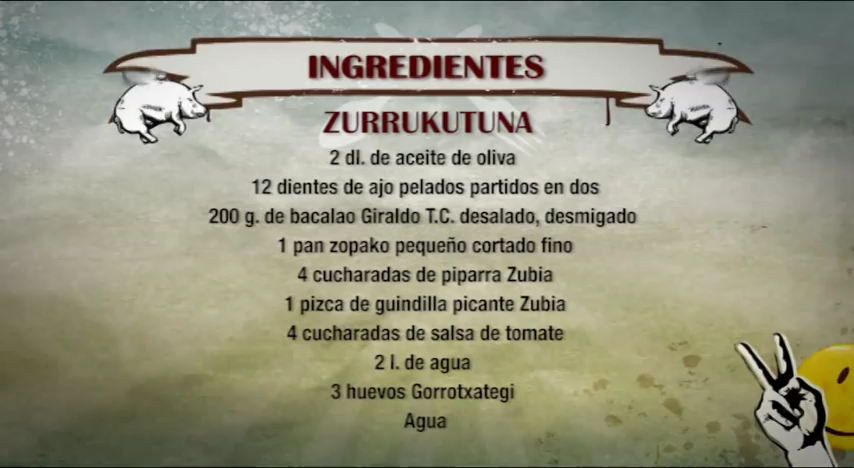 INGREDIENTES
ZURRUKUTUNA
2 dl. de aceite de oliva
12 dientes de ajo pelados partidos en dos
200 g. de bacalao Giraldo T.C. desalado, desmigado
1 pan zopako pequeño cortado fino
4 cucharadas de piparra Zubia
1 pizca de guindilla picante Zubia
4 cucharadas de salsa de tomate
2 l. de agua
3 huevos Gorrotxategi
Agua